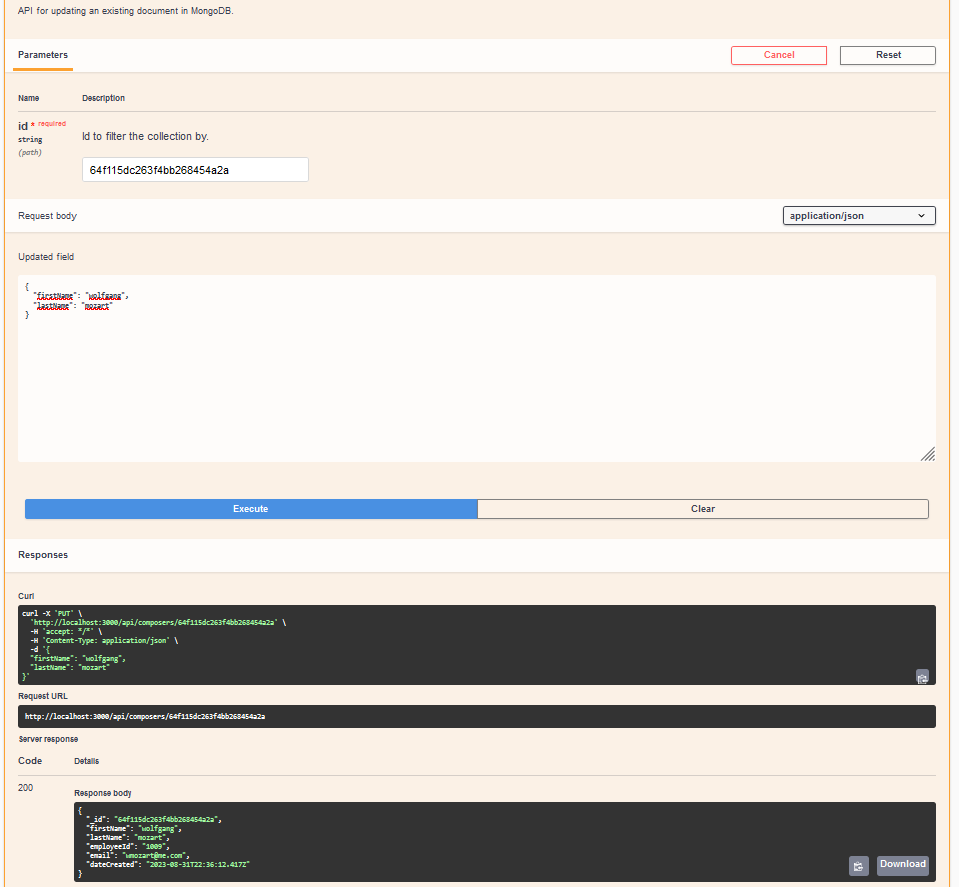 API for updating an existing document in MongoDB.
Parameters
Cancel
Reset
Name
Description
id * required
string
(path)
Id to filter the collection by.
64f115dc263f4bb268454a2a
Request body
application/json
Updated field
{
"firstName": "wolfgang",
"lastName": "mozart"
}
Execute
Clear
Responses
Curl
curl -X 'PUT' \
'http://localhost:3000/api/composers/64f115dc263f4bb268454a2a' \
-H 'accept: */*' \
-H 'Content-Type: application/json' \
-d '{
"firstName": "wolfgang",
"lastName": "mozart"
}'
Request URL
http://localhost:3000/api/composers/64f115dc263f4bb268454a2a
Server response
Code
Details
200
Response body
{
"_id": "64f115dc263f4bb268454a2a",
"firstName": "wolfgang",
"lastName": "mozart",
"employeeId": "1009",
"email": "wmozart@me.com",
"dateCreated": "2023-08-31T22:36:12.417Z"
}
Download